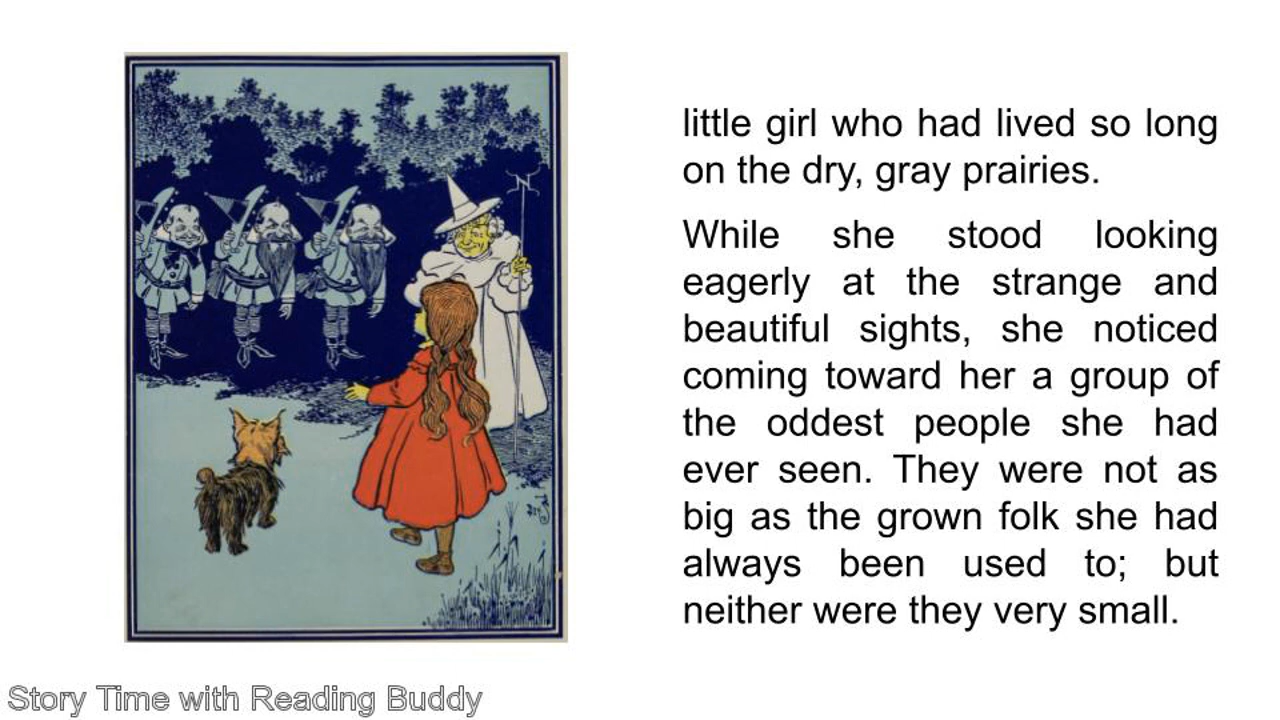 little girl who had lived so long
on the dry, gray prairies.
While she stood looking
eagerly at the strange and
beautiful sights, she noticed
coming toward her a group of
the oddest people she had
ever seen. They were not as
big as the grown folk she had
always been used to; but
neither were they very small.
N
Story Time with Reading Buddy